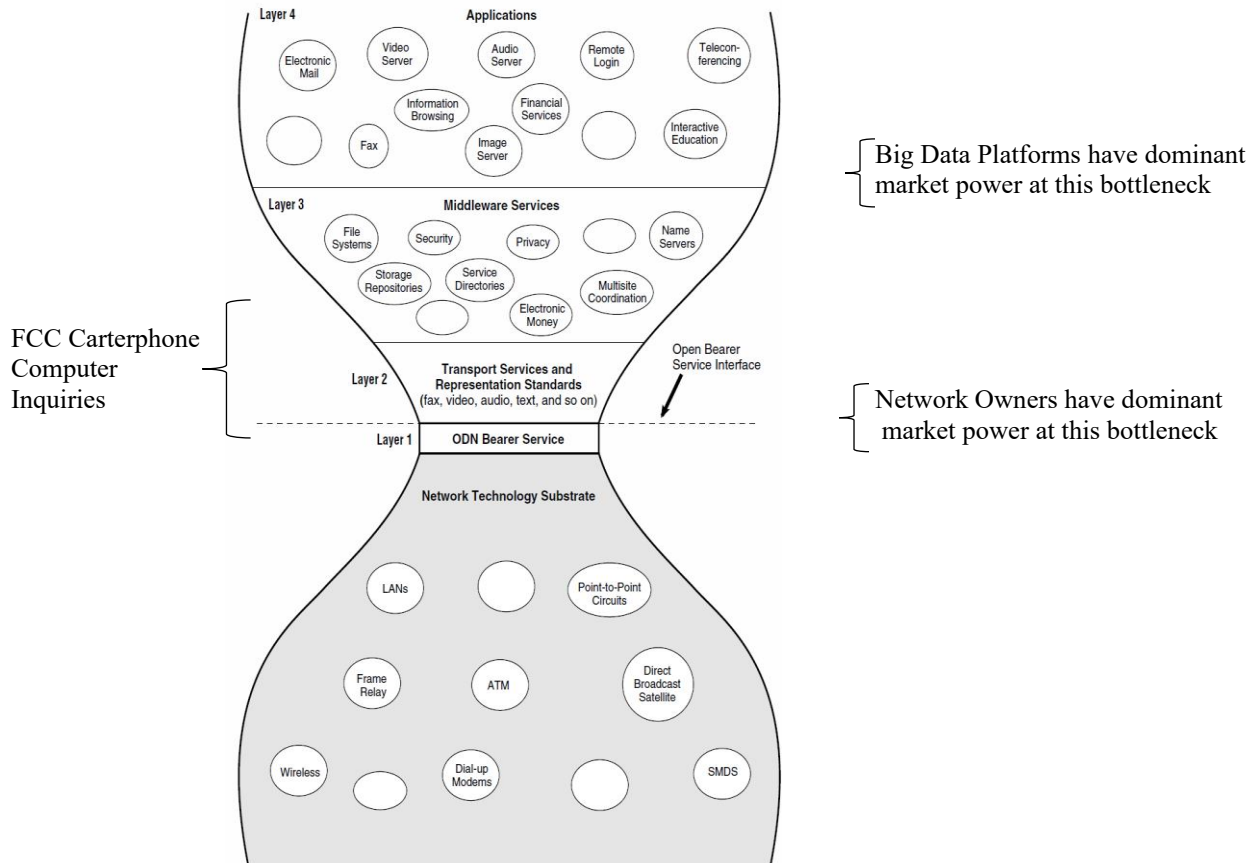 Layer 4
Applications
Electronic
Mail
Video
Server
Audio
Server
Remote
Login
Telecon-
ferencing
Information
Browsing
Financial
Services
Fax
Image
Server
Interactive
Education
Big Data Platforms have dominant
market power at this bottleneck
Layer 3
Middleware Services
File
Systems
Security
Privacy
Name
Servers
Storage
Repositories
Service
Directories
Multisite
Coordination
Electronic
Money
FCC Carterphone
Computer
Inquiries
Layer 2
Transport Services and
Representation Standards
(fax, video, audio, text, and so on)
Open Bearer
Service Interface
Network Owners have dominant
market power at this bottleneck
Layer 1
ODN Bearer Service
Network Technology Substrate
LANs
Point-to-Point
Circuits
Frame
Relay
ATM
Direct
Broadcast
Satellite
Wireless
Dial-up
Modems
SMDS